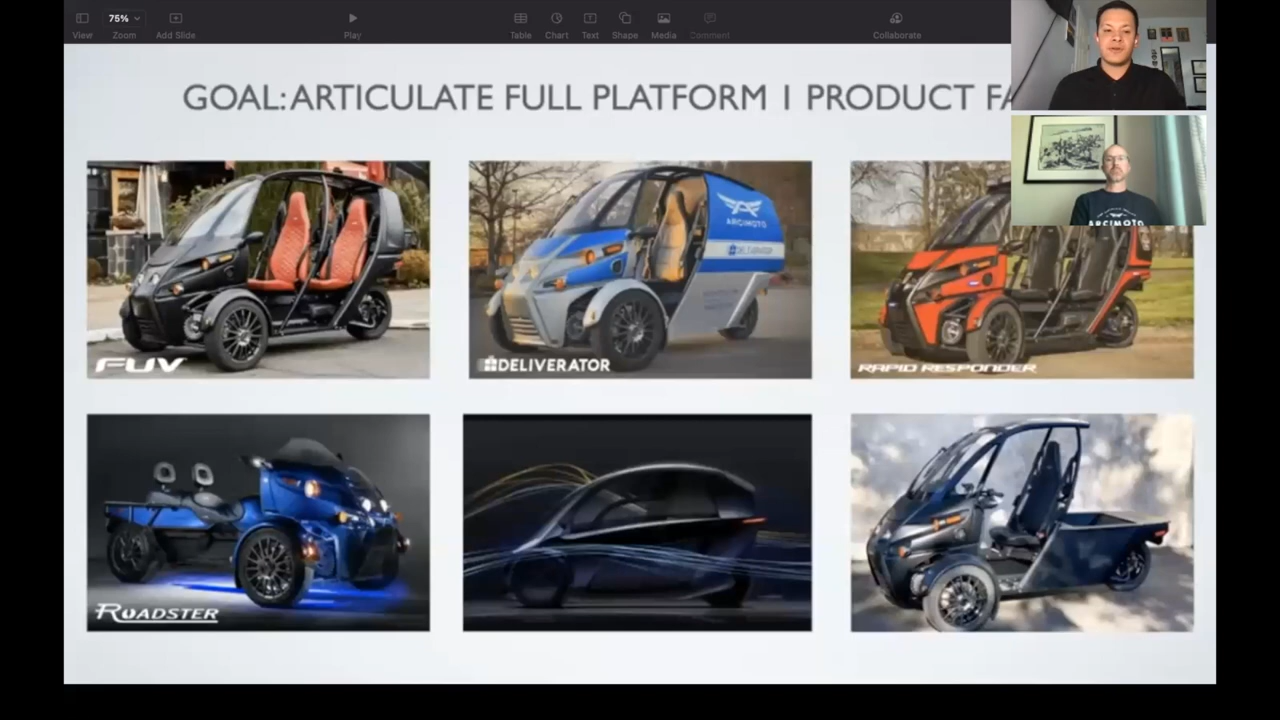 75%
View
Zoom
Add Slide
Play
Table
Chart
Text
Shape
Media
Comment
Collaborate
GOAL: ARTICULATE FULL PLATFORM | PRODUCT FA
ARCIMOTO
DELIVERATOR
ARCIMOTO
FUV
DELIVERATOR
RAPID RESPONDER
ROADSTER